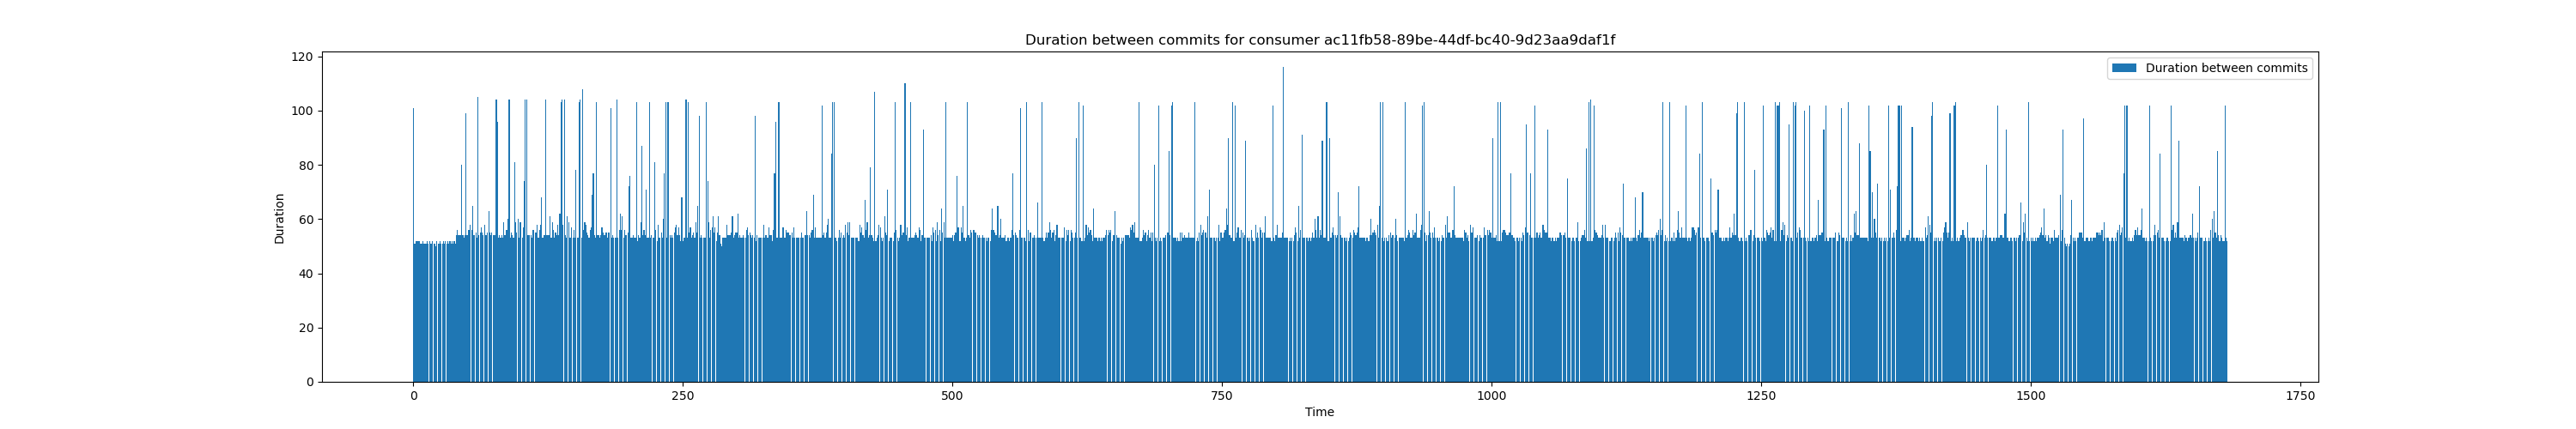 Duration between commits for consumer ac11fb58-89be-44df-bc40-9d23aa9daf1f
Duration between commits
120
100
80
60
40
20
0
Duration
0 250 500 750 1000 1250 1500 1750
Time